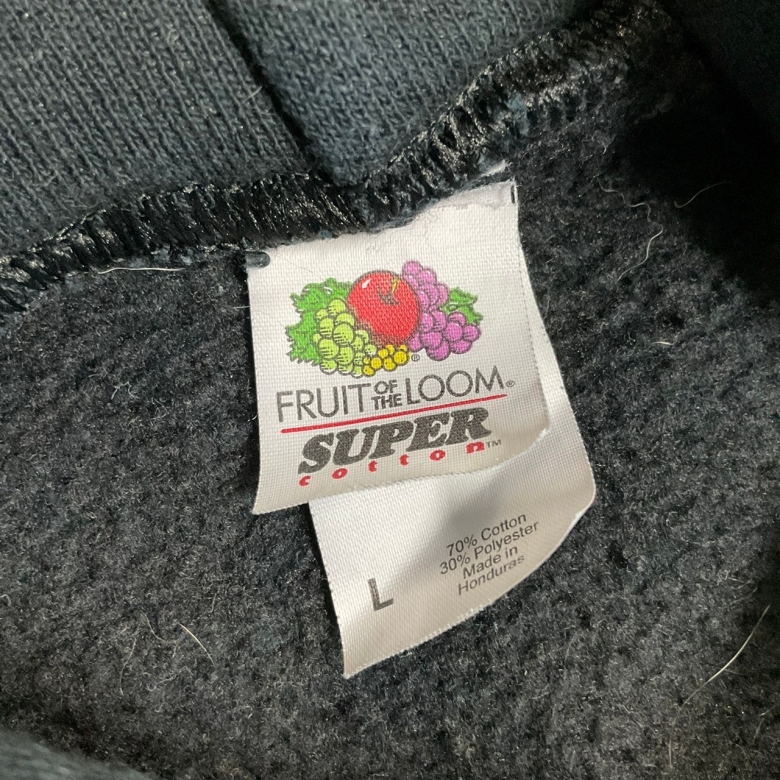 FRUIT OF THE LOOM®
SUPER
cotton™
70% Cotton
30% Polyester
Made in
Honduras
L